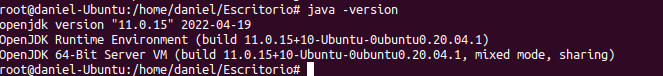 root@daniel-Ubuntu:/home/daniel/Escritorio# java -version
openjdk version "11.0.15" 2022-04-19
OpenJDK Runtime Environment (build 11.0.15+10-Ubuntu-0ubuntu0.20.04.1)
OpenJDK 64-Bit Server VM (build 11.0.15+10-Ubuntu-0ubuntu0.20.04.1, mixed mode, sharing)
root@daniel-Ubuntu:/home/daniel/Escritorio#